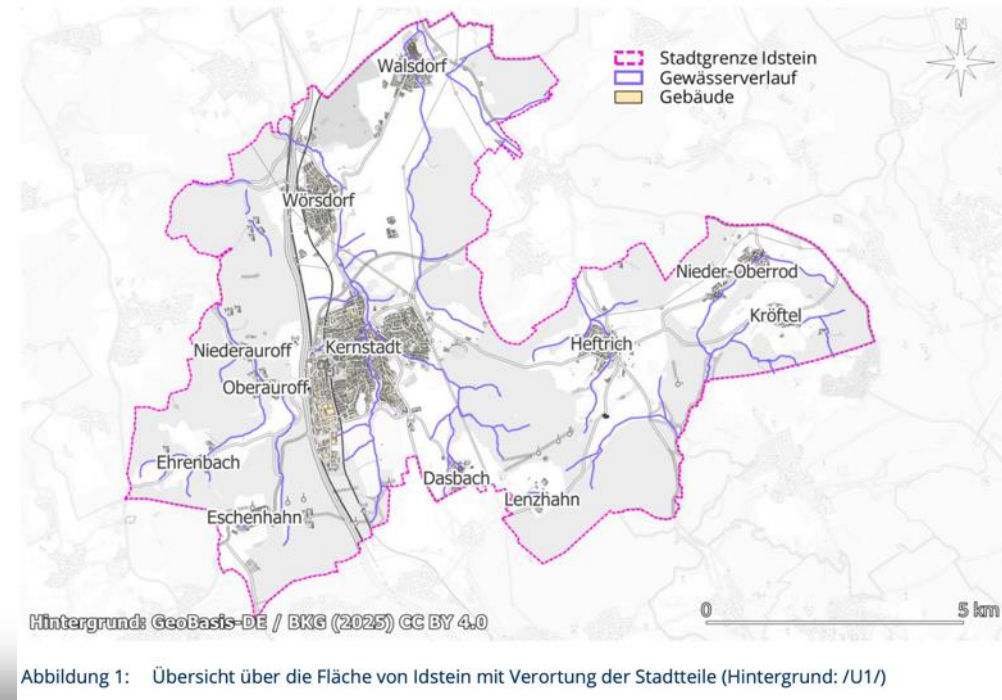 N
Walsdorf
Stadtgrenze Idstein
Gewässerverlauf
Gebäude
Wörsdorf
Nieder-Oberrod
Kröftel
Niederauroff
Kernstadt
Heftrich
Oberauroff
Ehrenbach
Dasbach
Lenzhahn
Eschenhahn
Hintergrund: GeoBasis-DE / BKG (2025) CC BY 4.0
0 5 km
Abbildung 1: Übersicht über die Fläche von Idstein mit Verortung der Stadtteile (Hintergrund: /U1/)